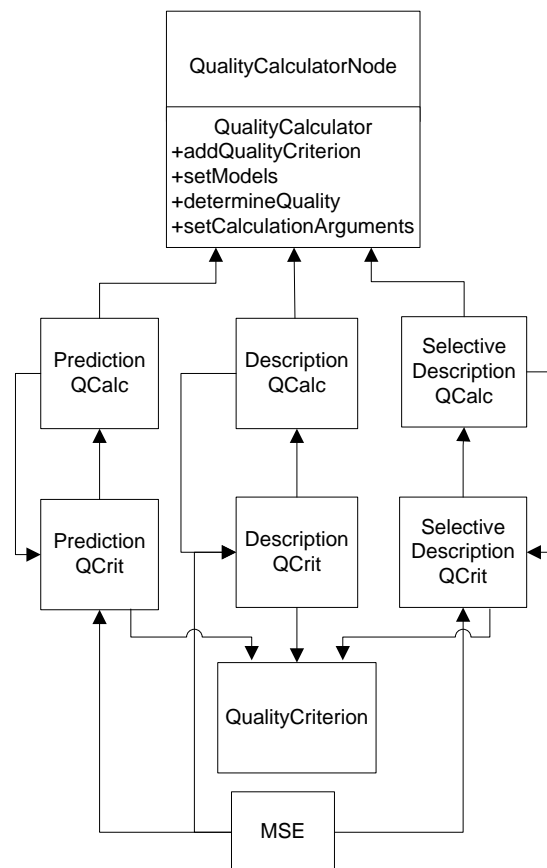 QualityCalculatorNode
QualityCalculator
+addQualityCriterion
+setModels
+determineQuality
+setCalculationArguments
Prediction
QCalc
Description
QCalc
Selective
Description
QCalc
Prediction
QCrit
Description
QCrit
Selective
Description
QCrit
QualityCriterion
MSE